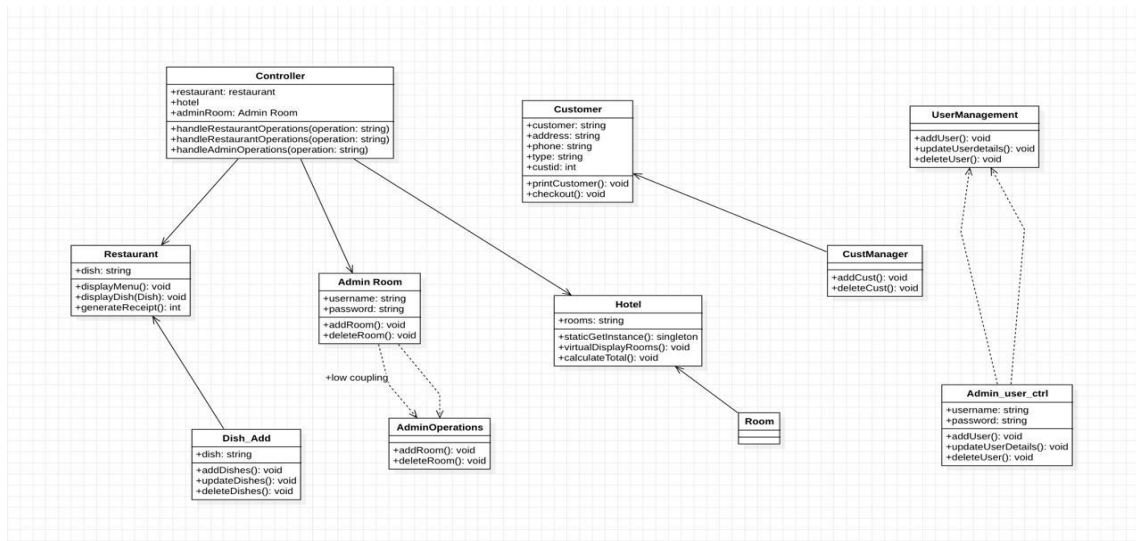 Controller
+restaurant: restaurant
+hotel
+adminRoom: Admin Room
+handleRestaurantOperations(operation: string)
+handleRestaurantOperations(operation: string)
+handleAdminOperations(operation: string)
Customer
+customer: string
+address: string
+phone: string
+type: string
+custid: int
+printCustomer(): void
+checkout(): void
UserManagement
+addUser(): void
+updateUserdetails(): void
+deleteUser(): void
Restaurant
+dish: string
+displayMenu(): void
+displayDish(Dish): void
+generateReceipt(): int
Admin Room
+username: string
+password: string
+addRoom(): void
+deleteRoom(): void
Hotel
+rooms: string
+staticGetInstance(): singleton
+virtualDisplayRooms(): void
+calculateTotal(): void
CustManager
+addCust(): void
+deleteCust(): void
+low coupling
Dish_Add
+dish: string
+addDishes(): void
+updateDishes(): void
+deleteDishes(): void
AdminOperations
+addRoom(): void
+deleteRoom(): void
Room
Admin_user_ctrl
+username: string
+password: string
+addUser(): void
+updateUserDetails(): void
+deleteUser(): void